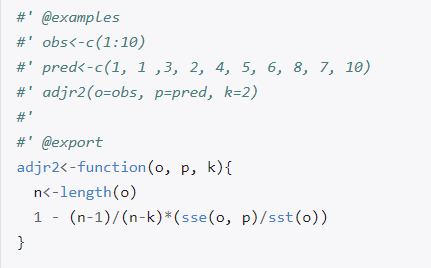 #' @examples
#' obs<-c(1:10)
#' pred<-c(1, 1 ,3, 2, 4, 5, 6, 8, 7, 10)
#' adjr2(o=obs, p=pred, k=2)
#'
#' @export
adjr2<-function(o, p, k){
  n<-length(o)
  1 - (n-1)/(n-k)*(sse(o, p)/sst(o))
}